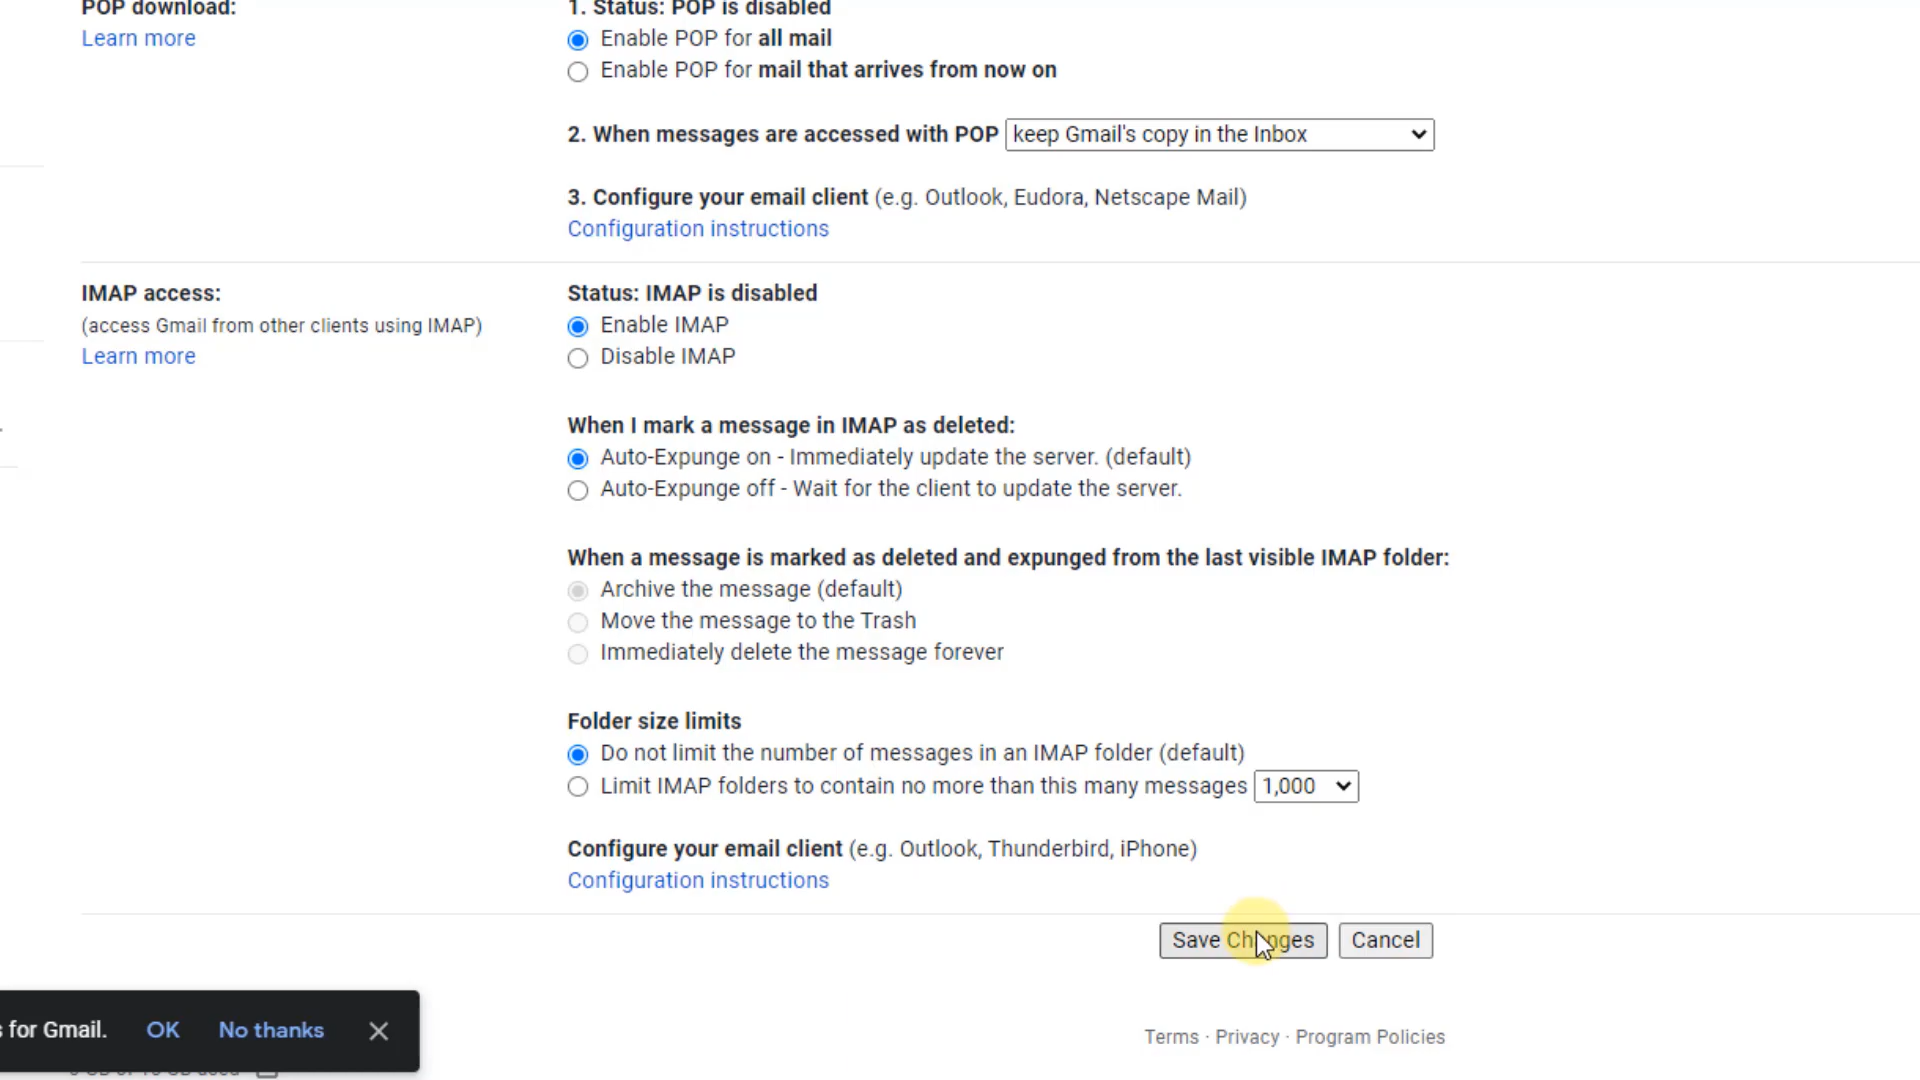 POP download:
Learn more
1. Status: POP is disabled
Enable POP for all mail
Enable POP for mail that arrives from now on
2. When messages are accessed with POP keep Gmail's copy in the Inbox
3. Configure your email client (e.g. Outlook, Eudora, Netscape Mail)
Configuration instructions
IMAP access:
(access Gmail from other clients using IMAP)
Learn more
Status: IMAP is disabled
Enable IMAP
Disable IMAP
When I mark a message in IMAP as deleted:
Auto-Expunge on - Immediately update the server. (default)
Auto-Expunge off - Wait for the client to update the server.
When a message is marked as deleted and expunged from the last visible IMAP folder:
Archive the message (default)
Move the message to the Trash
Immediately delete the message forever
Folder size limits
Do not limit the number of messages in an IMAP folder (default)
Limit IMAP folders to contain no more than this many messages 1,000
Configure your email client (e.g. Outlook, Thunderbird, iPhone)
Configuration instructions
Save Changes Cancel
for Gmail. OK No thanks
Terms · Privacy · Program Policies